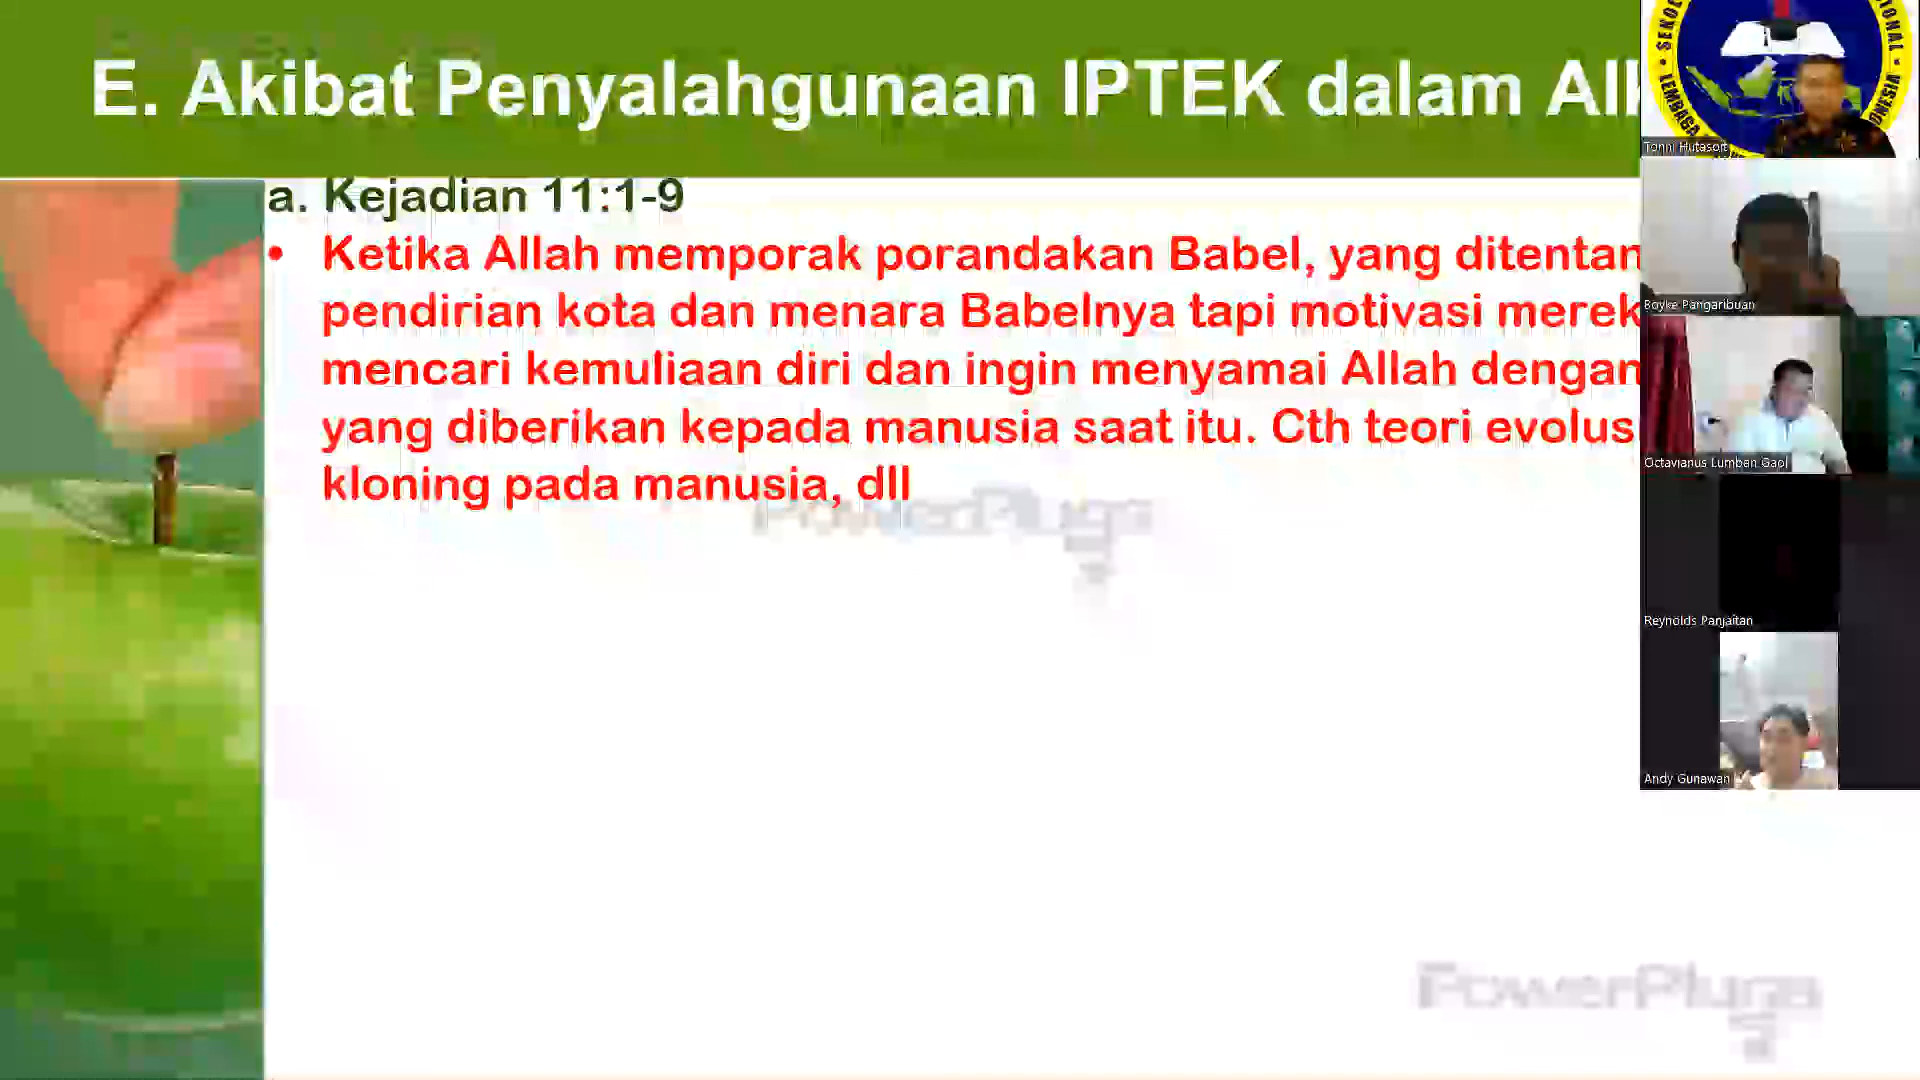 E. Akibat Penyalahgunaan IPTEK dalam Alk
a. Kejadian 11:1-9
• Ketika Allah memporak porandakan Babel, yang ditentan
pendirian kota dan menara Babelnya tapi motivasi merek
mencari kemuliaan diri dan ingin menyamai Allah dengan
yang diberikan kepada manusia saat itu. Cth teori evolus
kloning pada manusia, dll
PowerPlugs
PowerPlugs
LEMBAGA
Tonni Hutasoit
Boyke Pangaribuan
Octavianus Lumban Gaol
Reynolds Panjaitan
Andy Gunawan